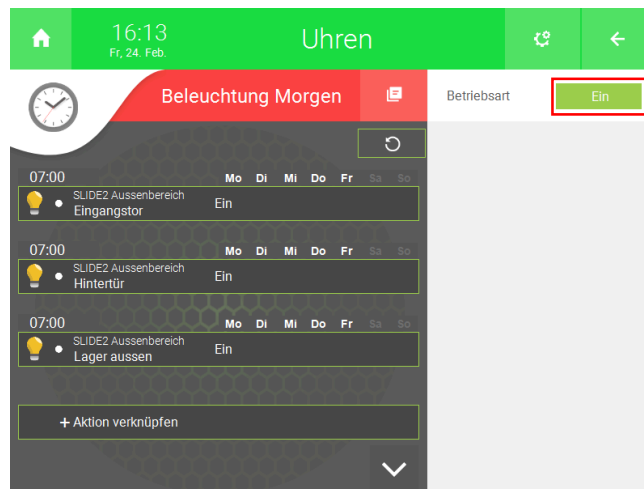 16:13
Fr, 24. Feb.
Uhren
Beleuchtung Morgen
Betriebsart
Ein
07:00 Mo Di Mi Do Fr Sa So
SLIDE2 Aussenbereich
Eingangstor
Ein
07:00 Mo Di Mi Do Fr Sa So
SLIDE2 Aussenbereich
Hintertür
Ein
07:00 Mo Di Mi Do Fr Sa So
SLIDE2 Aussenbereich
Lager aussen
Ein
+ Aktion verknüpfen